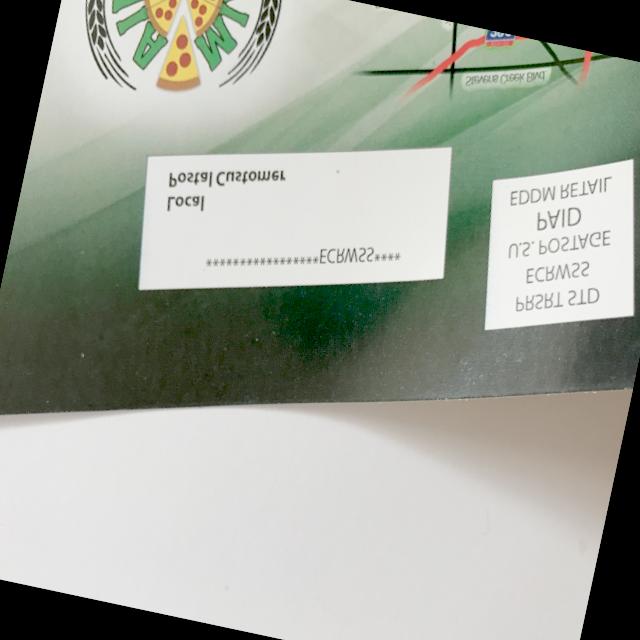 *****************ECRWSS****
Local
Postal Customer
PRSRT STD
ECRWSS
U.S. POSTAGE
PAID
EDDM RETAIL
Stevens Creek Blvd